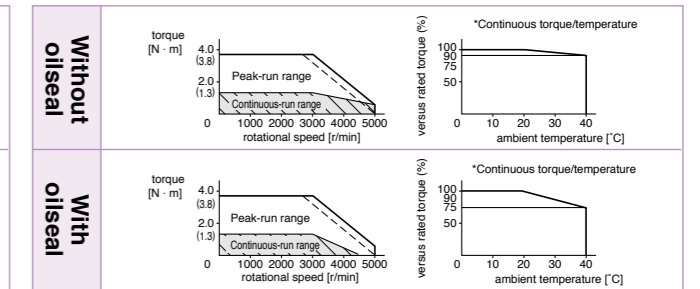 Without
oilseal
torque
[N · m]
4.0
(3.8)
2.0
(1.3)
Peak-run range
Continuous-run range
0 1000 2000 3000 4000 5000
rotational speed [r/min]
*Continuous torque/temperature
versus rated torque (%)
100
90
75
50
0 10 20 30 40
ambient temperature [˚C]
With
oilseal
torque
[N · m]
4.0
(3.8)
2.0
(1.3)
Peak-run range
Continuous-run range
0 1000 2000 3000 4000 5000
rotational speed [r/min]
*Continuous torque/temperature
versus rated torque (%)
100
90
75
50
0 10 20 30 40
ambient temperature [˚C]